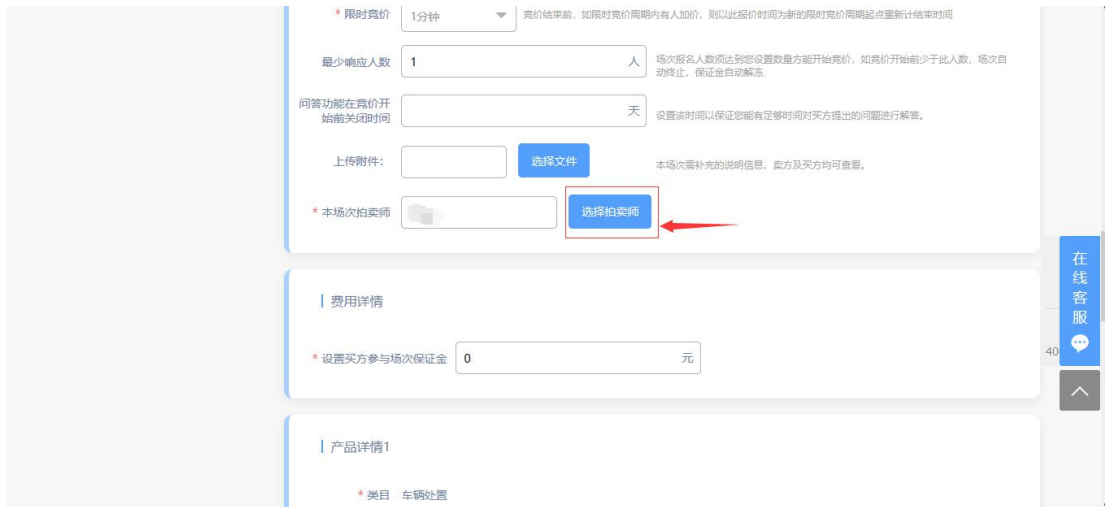 * 限时竞价 1分钟 竞价结束前，如限时竞价周期内有人加价，则以此报价时间为新的限时竞价周期起点重新计结束时间
最少响应人数 1 人 场次报名人数须达到您设置数量方能开始竞价，如竞价开始前少于此人数，场次自
动终止，保证金自动解冻
问答功能在竞价开
始前关闭时间 天 设置该时间以保证您能有足够时间对买方提出的问题进行解答。
上传附件： 选择文件 本场次需补充的说明信息，卖方及买方均可查看。
* 本场次拍卖师 选择拍卖师
在线客服
费用详情
* 设置买方参与场次保证金 0 元
40
产品详情1
* 类目 车辆处置